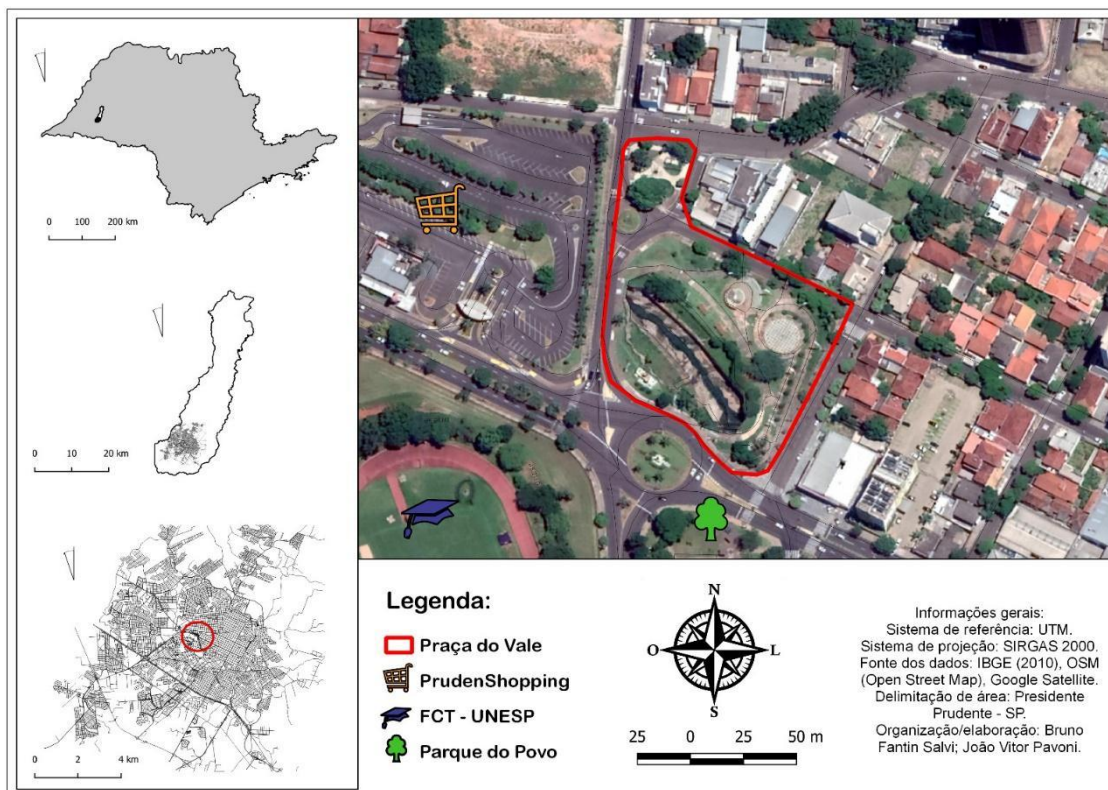 0 100 200 km
0 10 20 km
0 2 4 km
Legenda:
Praça do Vale
PrudenShopping
FCT - UNESP
Parque do Povo
N
O L
S
25 0 25 50 m
Informações gerais:
Sistema de referência: UTM.
Sistema de projeção: SIRGAS 2000.
Fonte dos dados: IBGE (2010), OSM
(Open Street Map), Google Satellite.
Delimitação de área: Presidente
Prudente - SP.
Organização/elaboração: Bruno
Fantin Salvi; João Vitor Pavoni.